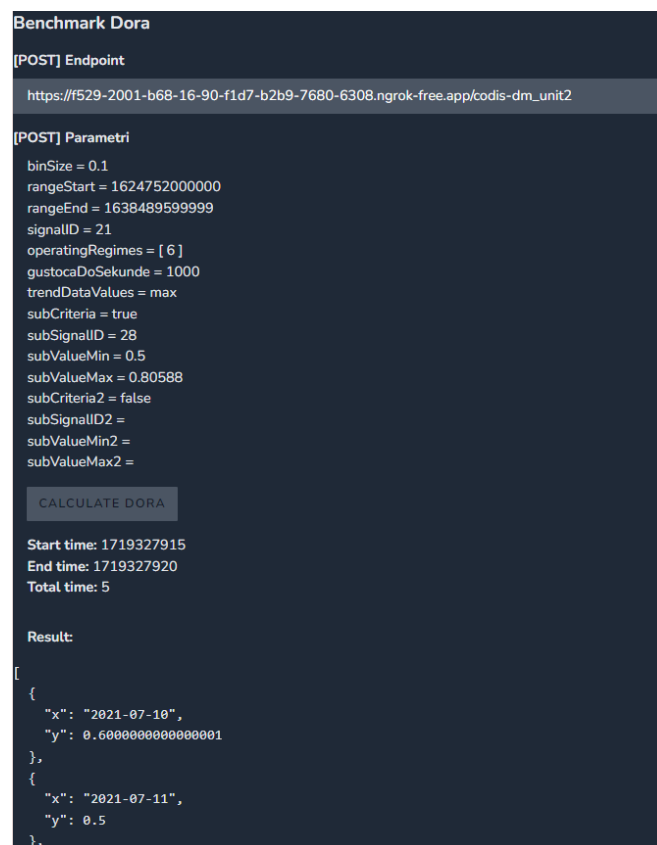 Benchmark Dora
[POST] Endpoint
https://f529-2001-b68-16-90-f1d7-b2b9-7680-6308.ngrok-free.app/codis-dm_unit2
[POST] Parametri
binSize = 0.1
rangeStart = 1624752000000
rangeEnd = 1638489599999
signalID = 21
operatingRegimes = [ 6 ]
gustocaDoSekunde = 1000
trendDataValues = max
subCriteria = true
subSignalID = 28
subValueMin = 0.5
subValueMax = 0.80588
subCriteria2 = false
subSignalID2 =
subValueMin2 =
subValueMax2 =
CALCULATE DORA
Start time: 1719327915
End time: 1719327920
Total time: 5
Result:
[
{
"x": "2021-07-10",
"y": 0.6000000000000001
},
{
"x": "2021-07-11",
"y": 0.5
},